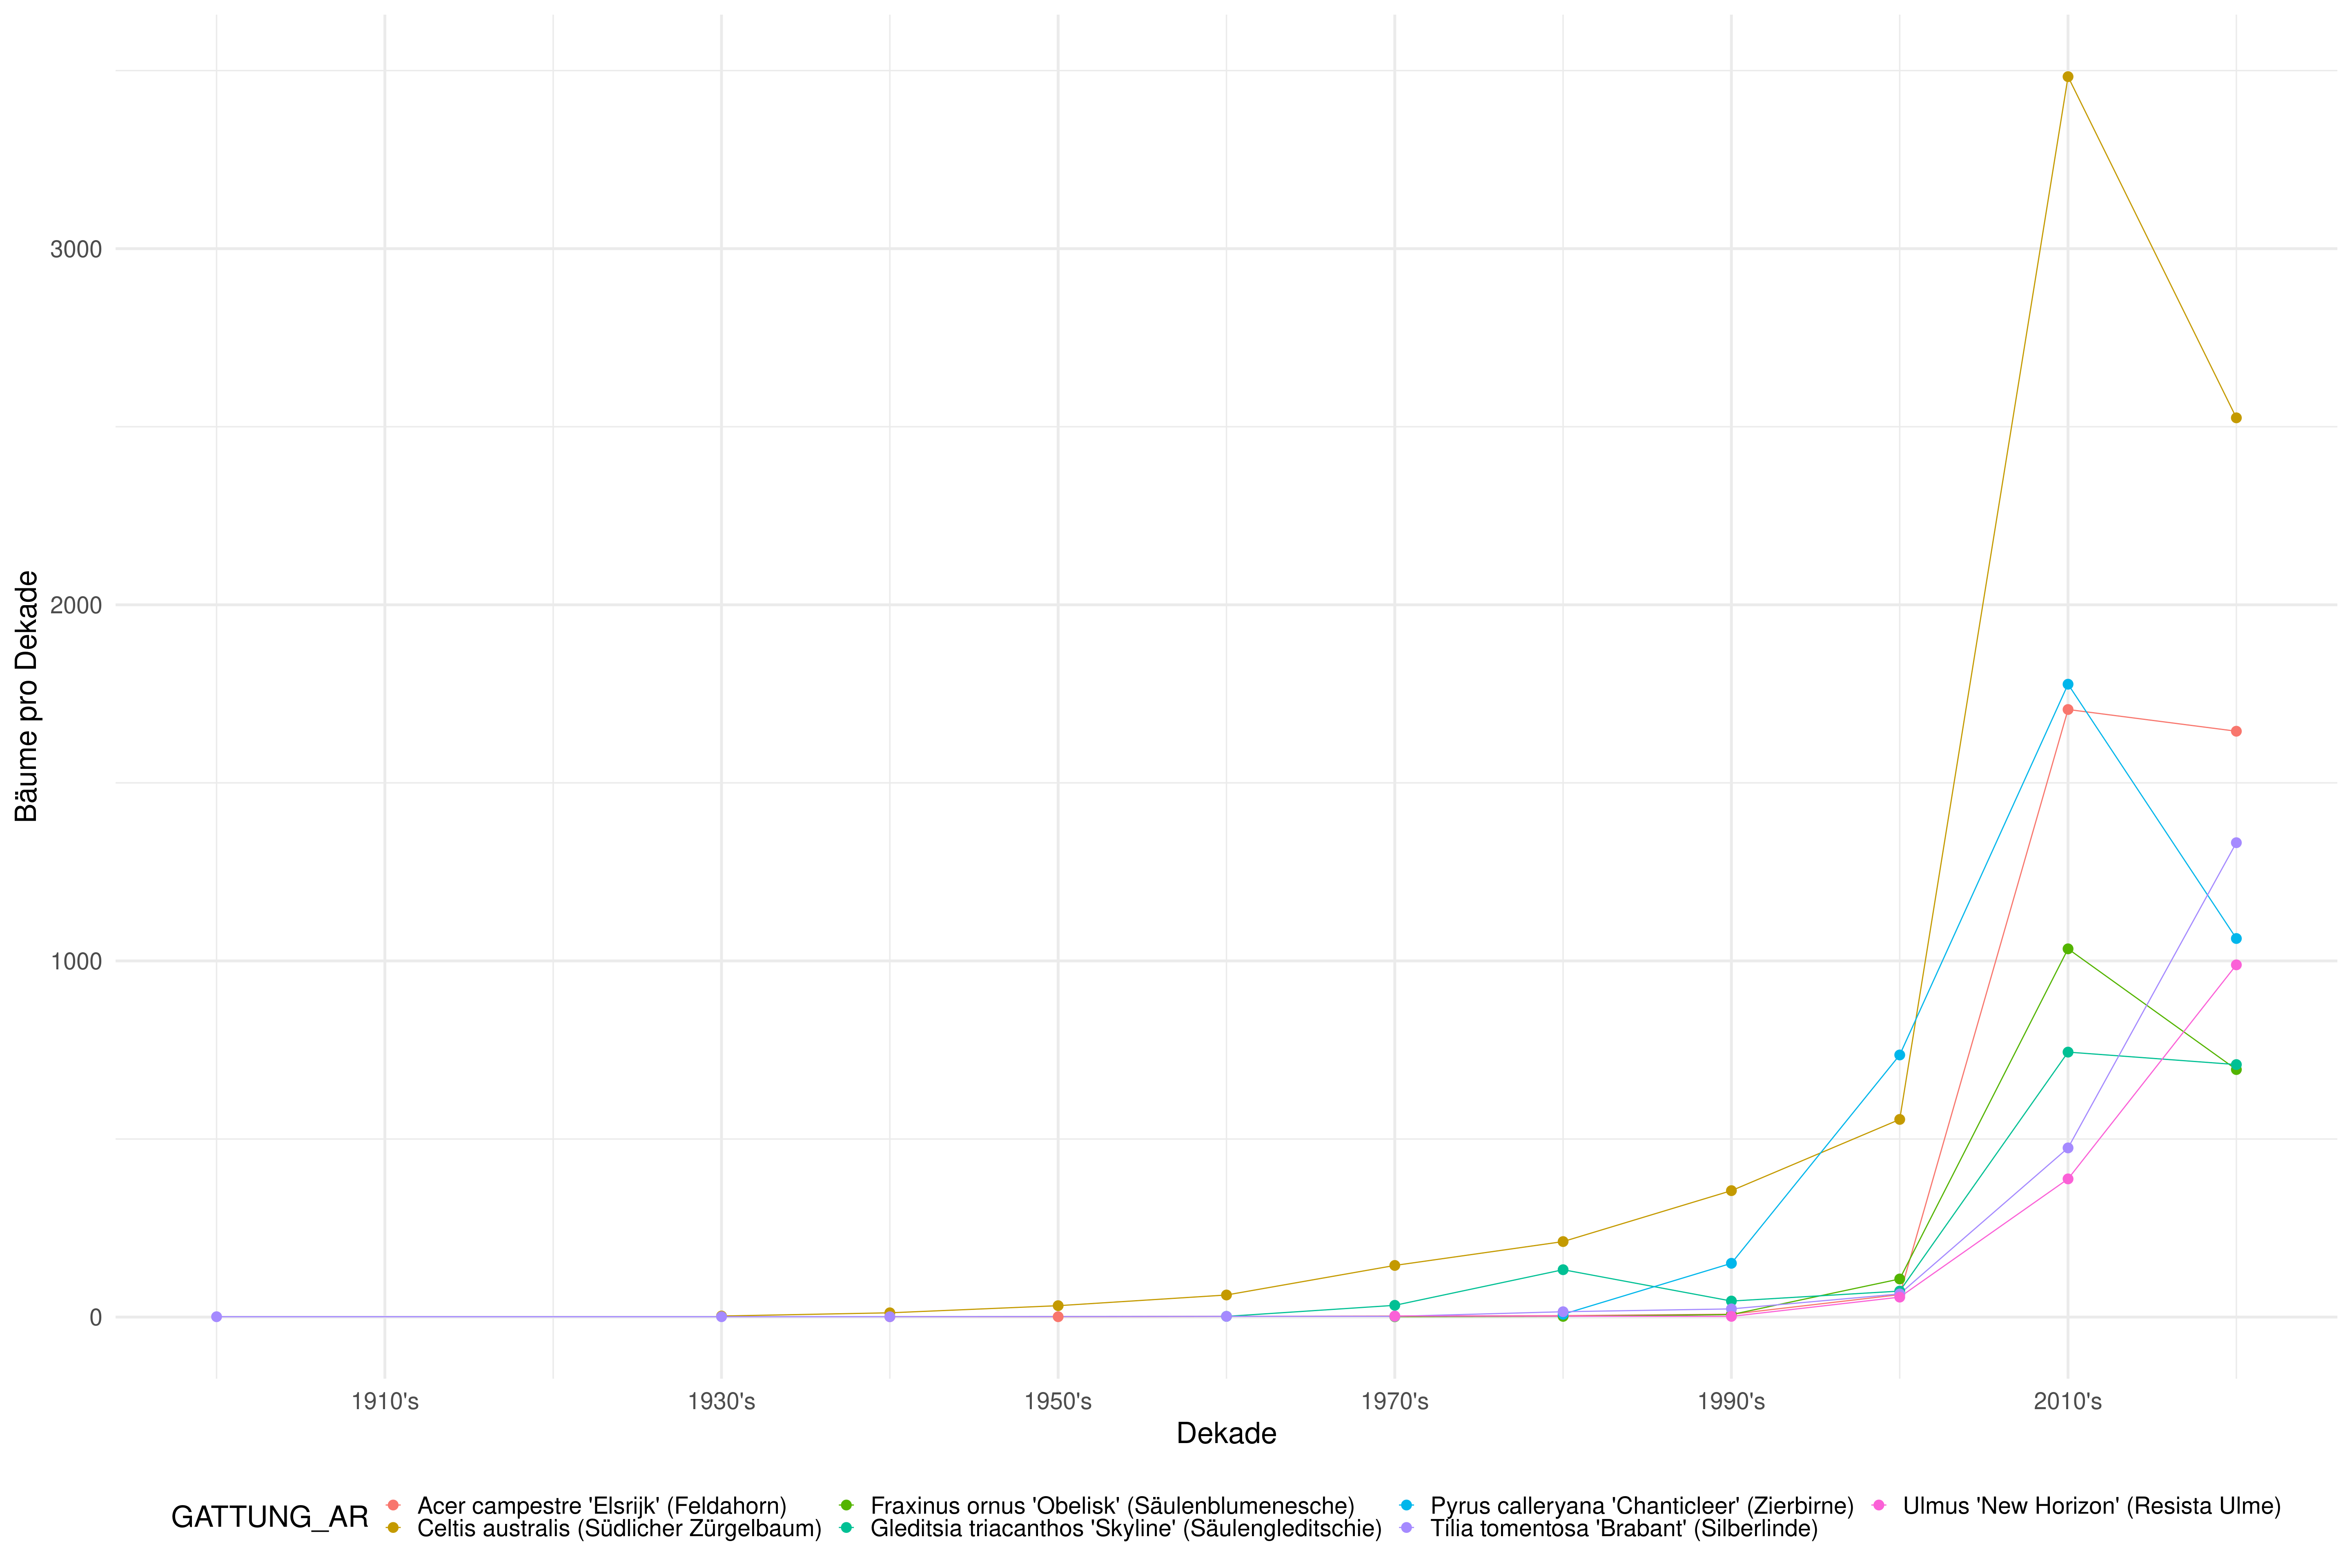 3000
2000
1000
0
Bäume pro Dekade
1910's 1930's 1950's 1970's 1990's 2010's
Dekade
GATTUNG_AR
Acer campestre 'Elsrijk' (Feldahorn) Fraxinus ornus 'Obelisk' (Säulenblumenesche) Pyrus calleryana 'Chanticleer' (Zierbirne) Ulmus 'New Horizon' (Resista Ulme)
Celtis australis (Südlicher Zürgelbaum) Gleditsia triacanthos 'Skyline' (Säulengleditschie) Tilia tomentosa 'Brabant' (Silberlinde)